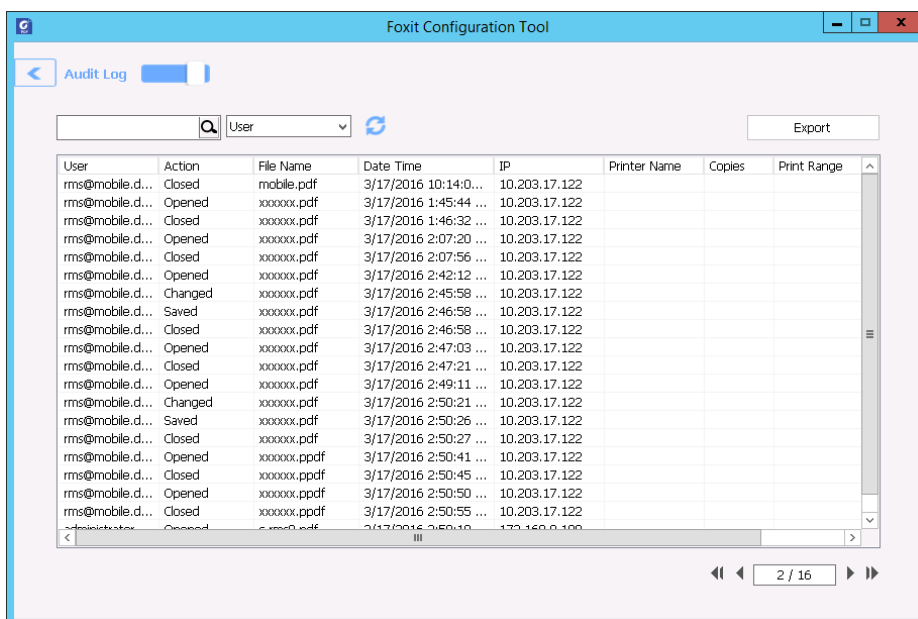 Foxit Configuration Tool
Audit Log
User
Export
User Action File Name Date Time IP Printer Name Copies Print Range
rms@mobile.d... Closed mobile.pdf 3/17/2016 10:14:0... 10.203.17.122
rms@mobile.d... Opened xxxxxx.pdf 3/17/2016 1:45:44 ... 10.203.17.122
rms@mobile.d... Closed xxxxxx.pdf 3/17/2016 1:46:32 ... 10.203.17.122
rms@mobile.d... Opened xxxxxx.pdf 3/17/2016 2:07:20 ... 10.203.17.122
rms@mobile.d... Closed xxxxxx.pdf 3/17/2016 2:07:56 ... 10.203.17.122
rms@mobile.d... Opened xxxxxx.pdf 3/17/2016 2:42:12 ... 10.203.17.122
rms@mobile.d... Changed xxxxxx.pdf 3/17/2016 2:45:58 ... 10.203.17.122
rms@mobile.d... Saved xxxxxx.pdf 3/17/2016 2:46:58 ... 10.203.17.122
rms@mobile.d... Closed xxxxxx.pdf 3/17/2016 2:46:58 ... 10.203.17.122
rms@mobile.d... Opened xxxxxx.pdf 3/17/2016 2:47:03 ... 10.203.17.122
rms@mobile.d... Closed xxxxxx.pdf 3/17/2016 2:47:21 ... 10.203.17.122
rms@mobile.d... Opened xxxxxx.pdf 3/17/2016 2:49:11 ... 10.203.17.122
rms@mobile.d... Changed xxxxxx.pdf 3/17/2016 2:50:21 ... 10.203.17.122
rms@mobile.d... Saved xxxxxx.pdf 3/17/2016 2:50:26 ... 10.203.17.122
rms@mobile.d... Closed xxxxxx.pdf 3/17/2016 2:50:27 ... 10.203.17.122
rms@mobile.d... Opened xxxxxx.ppdf 3/17/2016 2:50:41 ... 10.203.17.122
rms@mobile.d... Closed xxxxxx.ppdf 3/17/2016 2:50:45 ... 10.203.17.122
rms@mobile.d... Opened xxxxxx.ppdf 3/17/2016 2:50:50 ... 10.203.17.122
rms@mobile.d... Closed xxxxxx.ppdf 3/17/2016 2:50:55 ... 10.203.17.122
administrator Opened
2 / 16